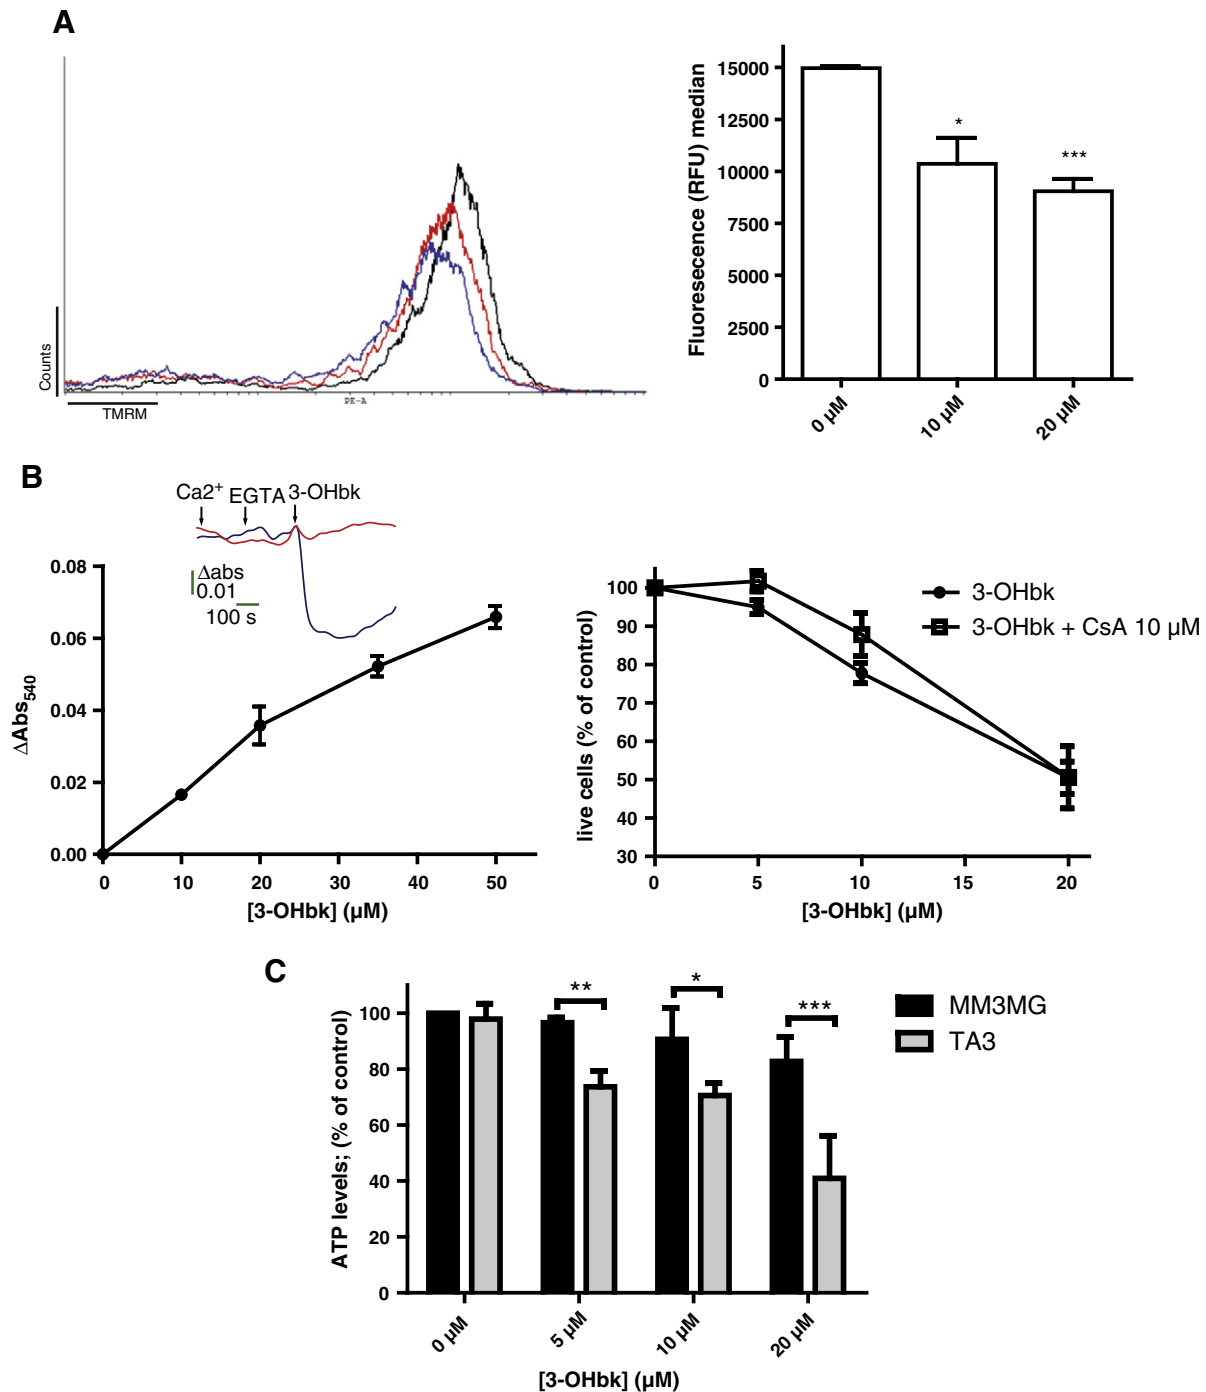 A
Counts
TMRM
PE-A
Fluoresecence (RFU) median
15000
12500
10000
7500
5000
2500
0
*
***
0 µM
10 µM
20 µM
B
Ca2+ EGTA 3-OHbk
Δabs
0.01
100 s
ΔAbs540
0.08
0.06
0.04
0.02
0.00
0 10 20 30 40 50
[3-OHbk] (µM)
live cells (% of control)
100
90
80
70
60
50
40
30
0 5 10 15 20
[3-OHbk] (µM)
3-OHbk
3-OHbk + CsA 10 µM
C
ATP levels; (% of control)
100
80
60
40
20
0
**
*
***
MM3MG
TA3
0 µM
5 µM
10 µM
20 µM
[3-OHbk] (µM)